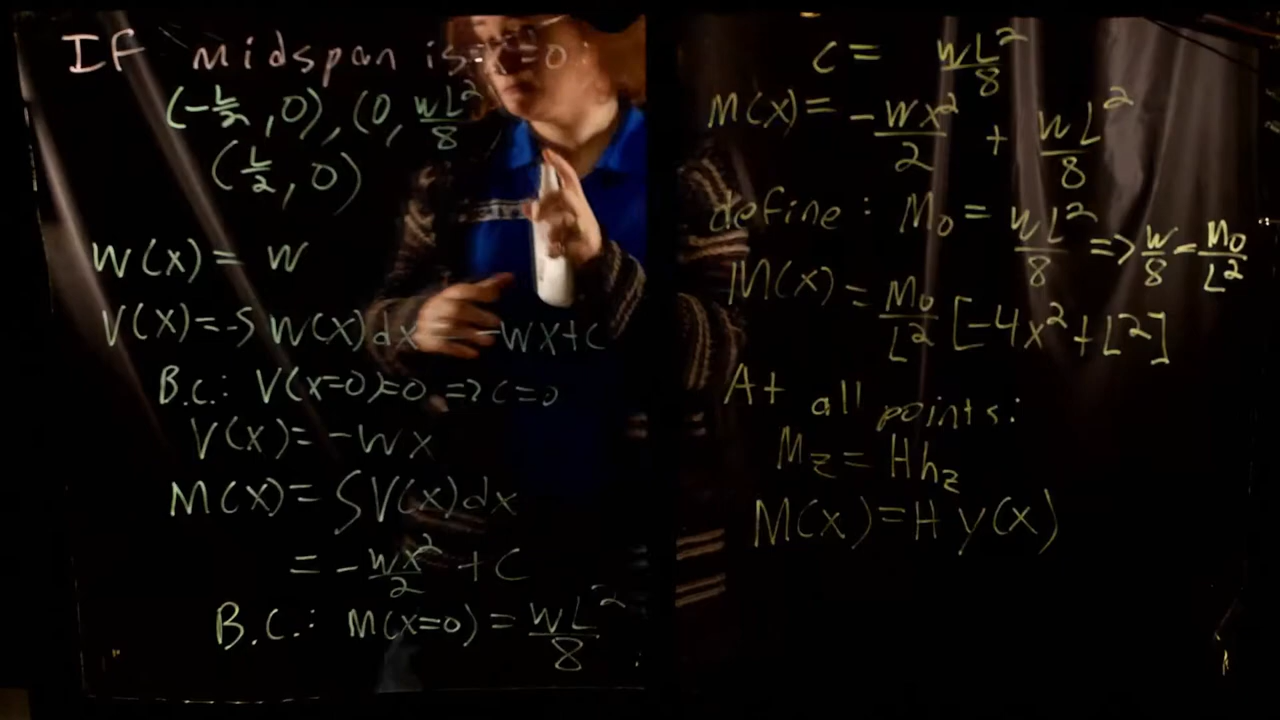 If midspan is x=0:
(-L/2, 0), (0, wL²/8)
(L/2, 0)
W(x) = W
V(x) = -∫W(x)dx = -wx+C
B.C.: V(x=0)=0 => C=0
V(x) = -wx
M(x) = ∫V(x)dx
= -wx²/2 + C
B.C.: M(x=0) = wL²/8
C = wL²/8
M(x) = -wx²/2 + wL²/8
define: M₀ = wL²/8 => w/8 = M₀/L²
M(x) = M₀/L² [-4x²+L²]
At all points:
M_z = Hh_z
M(x) = H y(x)